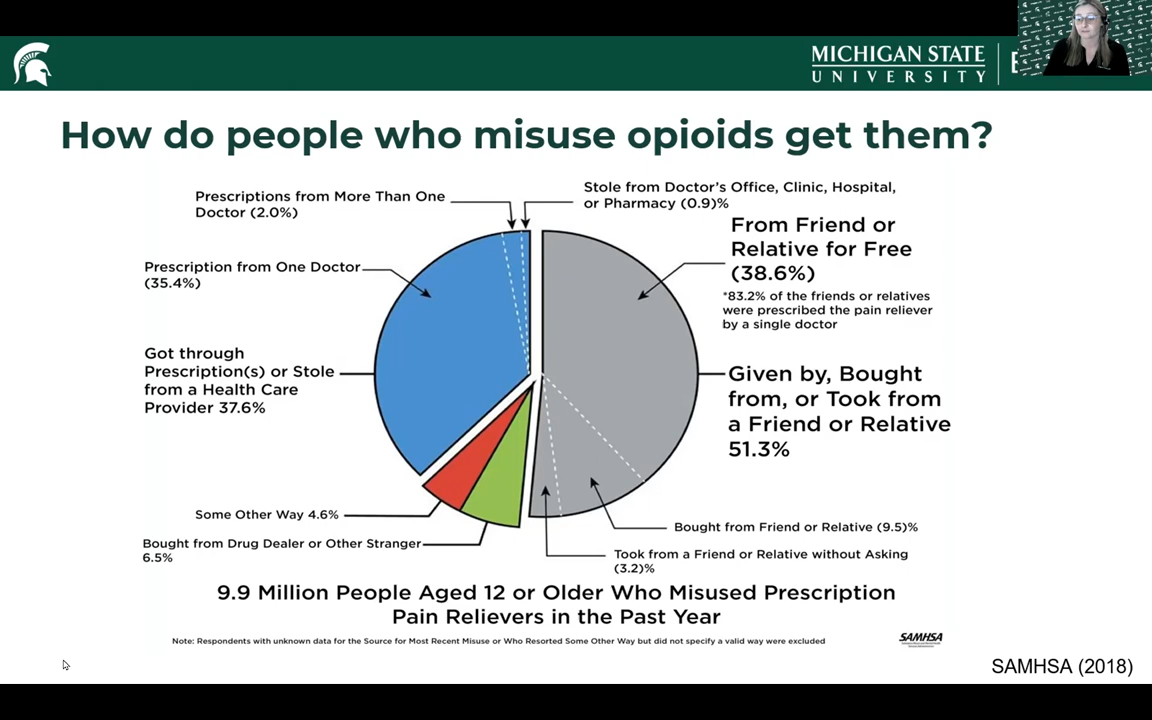 MICHIGAN STATE
UNIVERSITY
How do people who misuse opioids get them?
Prescriptions from More Than One
Doctor (2.0%)
Stole from Doctor's Office, Clinic, Hospital,
or Pharmacy (0.9)%
From Friend or
Relative for Free
(38.6%)
*83.2% of the friends or relatives
were prescribed the pain reliever
by a single doctor
Prescription from One Doctor
(35.4%)
Got through
Prescription(s) or Stole
from a Health Care
Provider 37.6%
Given by, Bought
from, or Took from
a Friend or Relative
51.3%
Some Other Way 4.6%
Bought from Drug Dealer or Other Stranger
6.5%
Bought from Friend or Relative (9.5)%
Took from a Friend or Relative without Asking
(3.2)%
9.9 Million People Aged 12 or Older Who Misused Prescription
Pain Relievers in the Past Year
Note: Respondents with unknown data for the Source for Most Recent Misuse or Who Resorted Some Other Way but did not specify a valid way were excluded
SAMHSA
SAMHSA (2018)